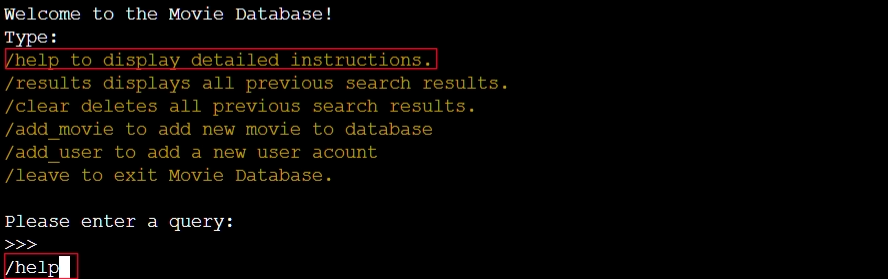 Welcome to the Movie Database!
Type:
/help to display detailed instructions.
/results displays all previous search results.
/clear deletes all previous search results.
/add_movie to add new movie to database
/add_user to add a new user acount
/leave to exit Movie Database.
Please enter a query:
>>>
/help